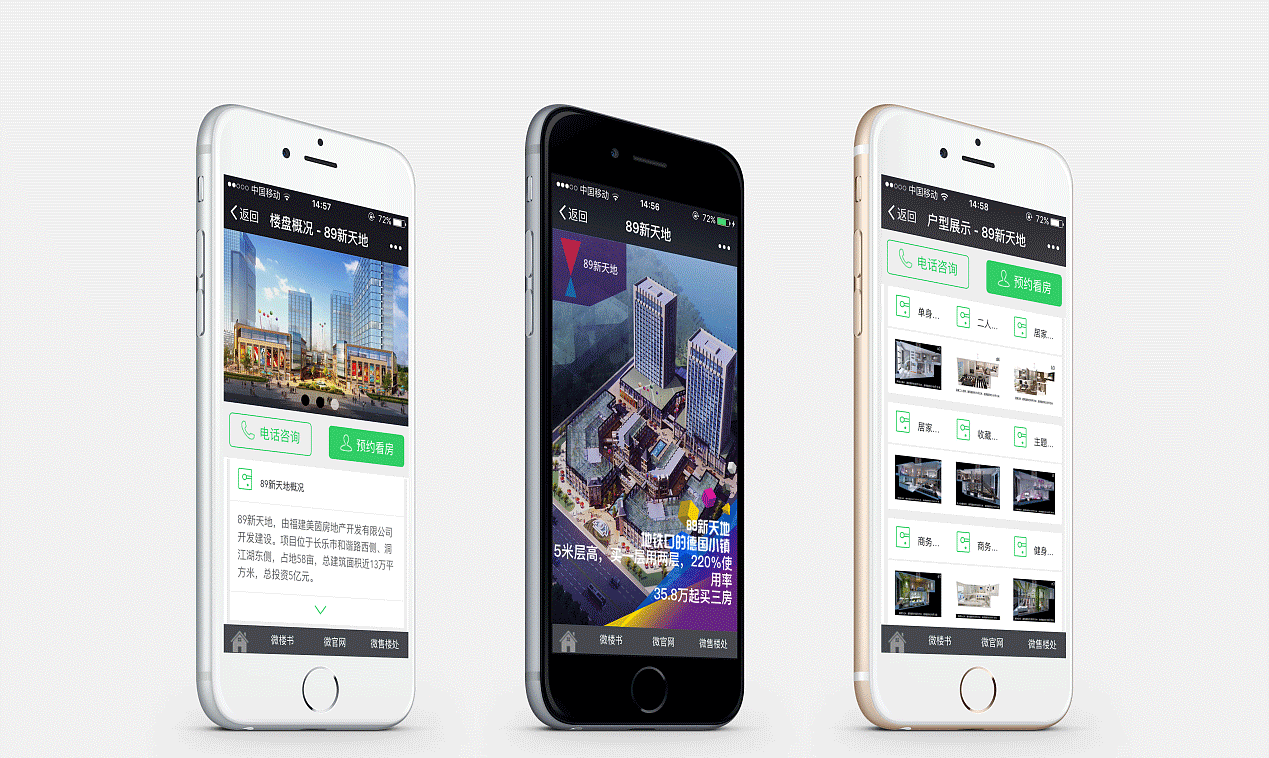 中国移动
14:57
72%
返回
楼盘概况 - 89新天地
电话咨询
预约看房
89新天地概况
89新天地，由福建美茵房地产开发有限公司
开发建设。项目位于长乐市和谐路西侧、洞
江湖东侧，占地58亩，总建筑面积近13万平
方米，总投资5亿元。
微楼书
微官网
微售楼处
中国移动
14:56
72%
返回
89新天地
89新天地
89新天地
地铁口的德国小镇
5米层高，买一层用两层，220%使
用率
35.8万起买三房
微楼书
微官网
微售楼处
中国移动
14:58
72%
返回
户型展示 - 89新天地
电话咨询
预约看房
单身...
二人...
居家...
居家...
收藏...
主题...
商务...
商务...
健身...
微楼书
微官网
微售楼处